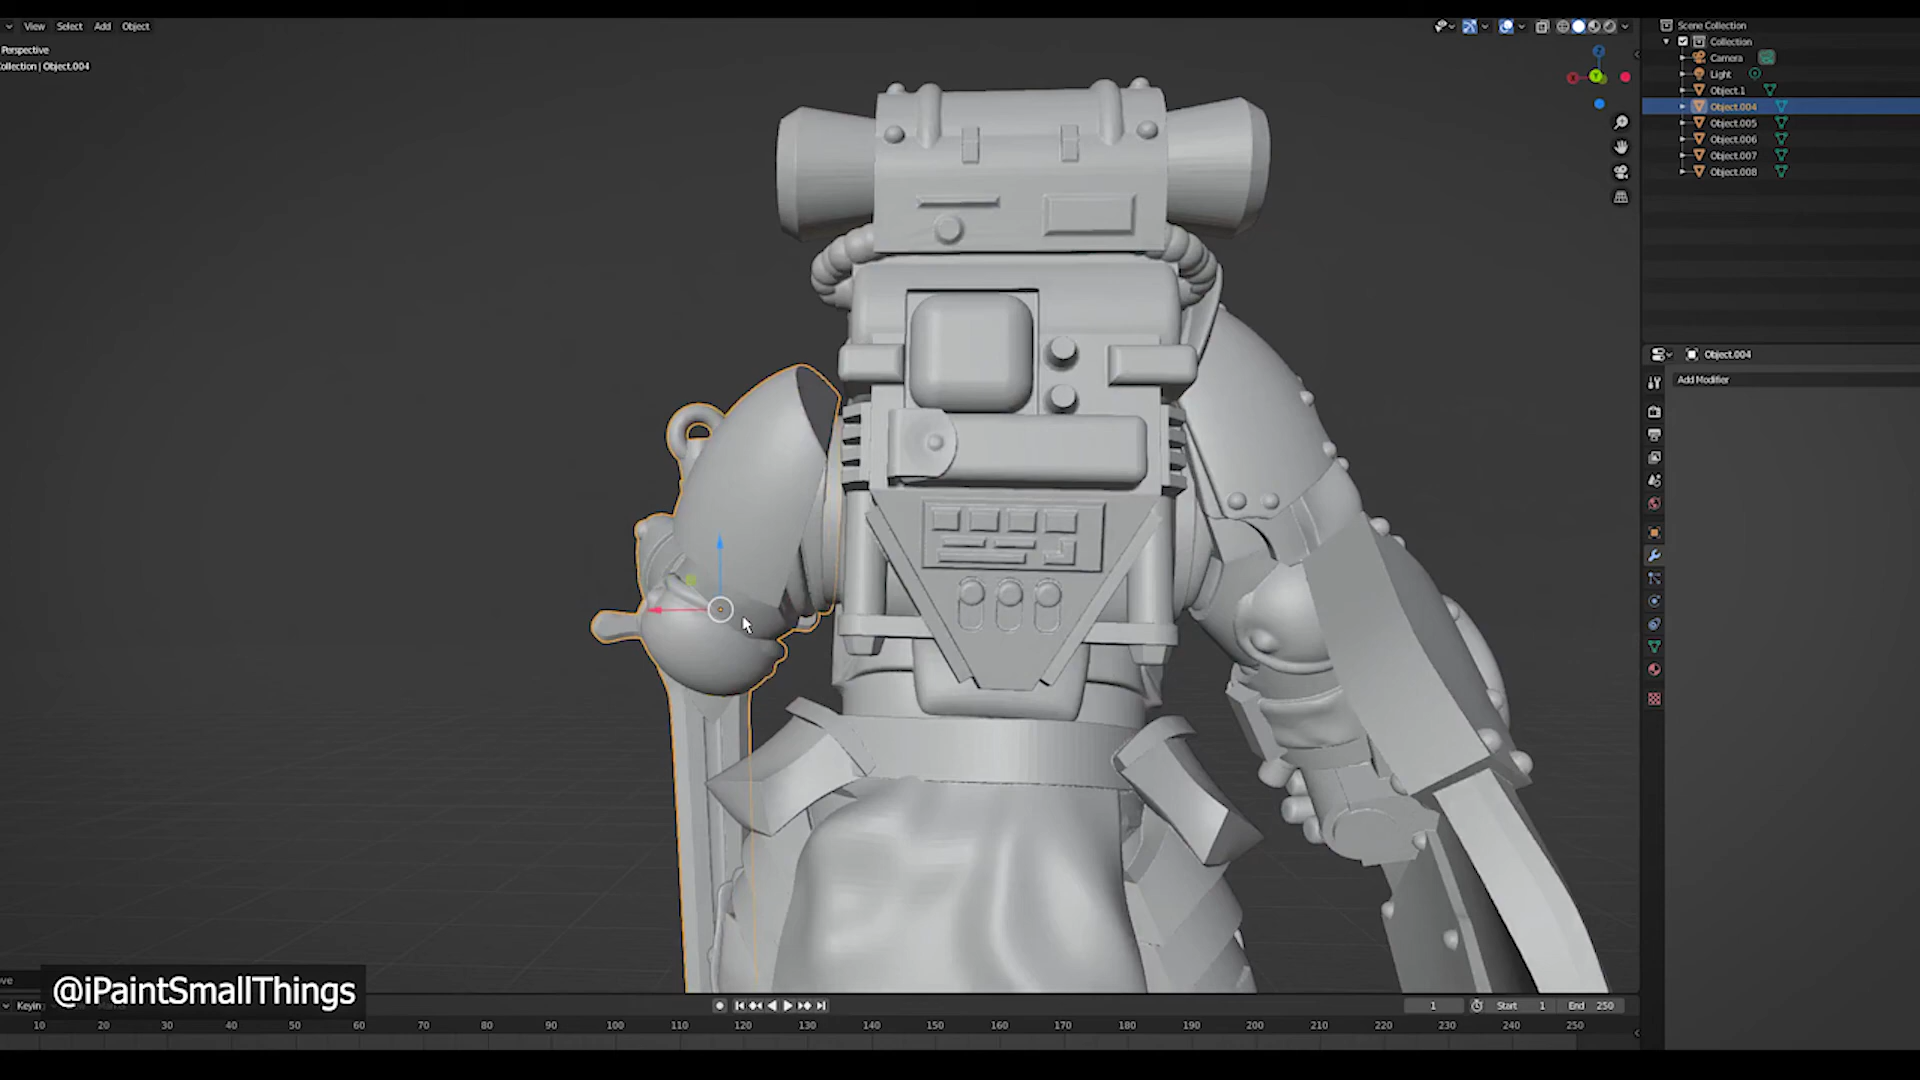 View Select Add Object
Perspective
ollection | Object.004
Scene Collection
Collection
Camera
Light
Object.1
Object.004
Object.005
Object.006
Object.007
Object.008
Object.004
Add Modifier
ve
@iPaintSmallThings
Keyin
1 Start 1 End 250
10 20 30 40 50 60 70 80 90 100 110 120 130 140 150 160 170 180 190 200 210 220 230 240 250
X
Y
Z